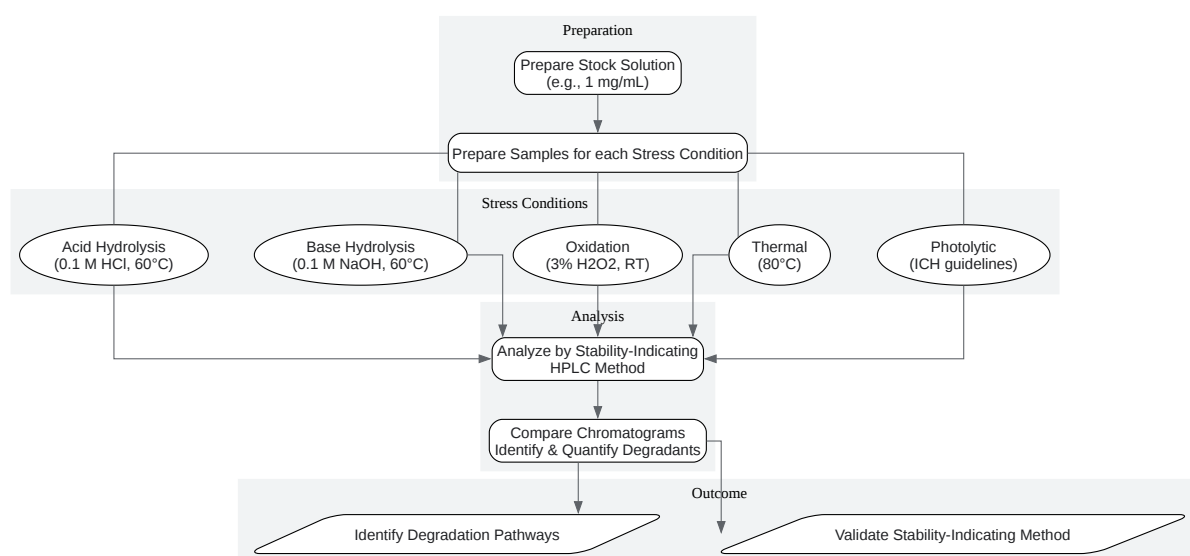 Preparation
Prepare Stock Solution
(e.g., 1 mg/mL)
Prepare Samples for each Stress Condition
Stress Conditions
Acid Hydrolysis
(0.1 M HCl, 60°C)
Base Hydrolysis
(0.1 M NaOH, 60°C)
Oxidation
(3% H2O2, RT)
Thermal
(80°C)
Photolytic
(ICH guidelines)
Analysis
Analyze by Stability-Indicating
HPLC Method
Compare Chromatograms
Identify & Quantify Degradants
Outcome
Identify Degradation Pathways
Validate Stability-Indicating Method